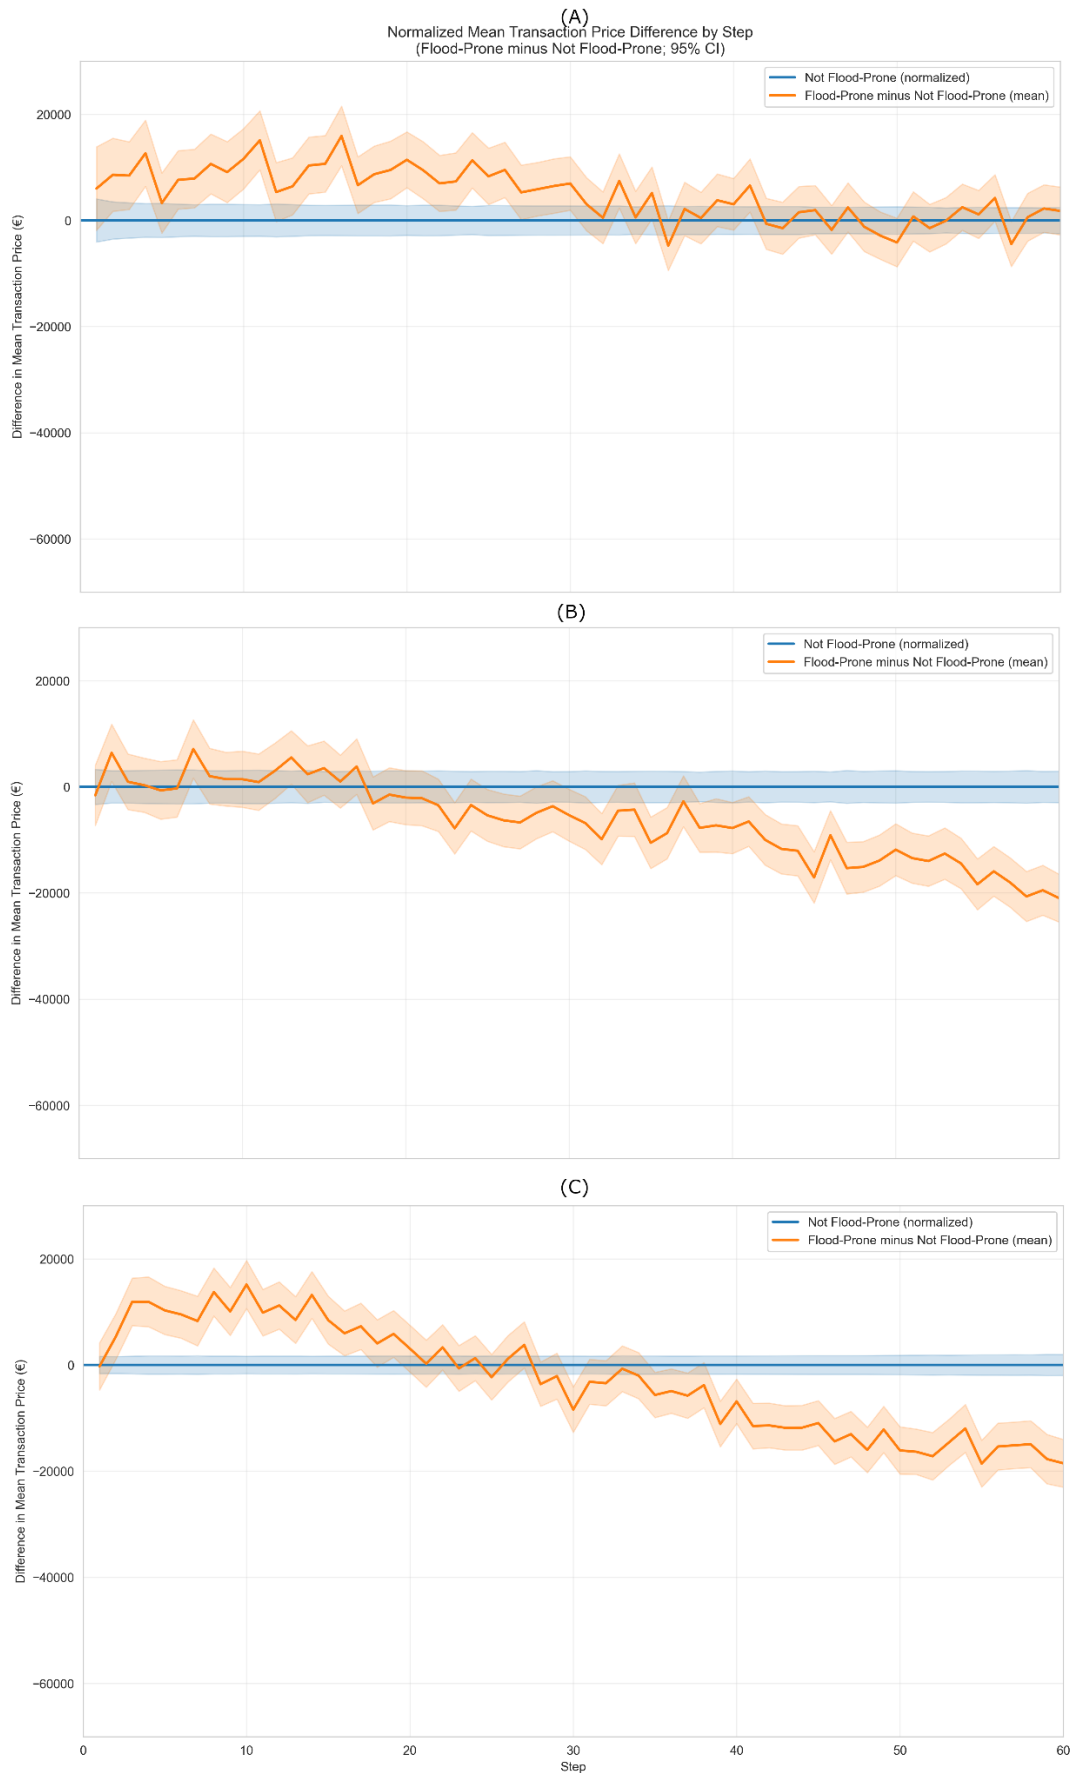 (A)
Normalized Mean Transaction Price Difference by Step
(Flood-Prone minus Not Flood-Prone; 95% CI)
Not Flood-Prone (normalized)
Flood-Prone minus Not Flood-Prone (mean)
20000
0
−20000
−40000
−60000
Difference in Mean Transaction Price (€)
(B)
Not Flood-Prone (normalized)
Flood-Prone minus Not Flood-Prone (mean)
20000
0
−20000
−40000
−60000
Difference in Mean Transaction Price (€)
(C)
Not Flood-Prone (normalized)
Flood-Prone minus Not Flood-Prone (mean)
20000
0
−20000
−40000
−60000
Difference in Mean Transaction Price (€)
0 10 20 30 40 50 60
Step